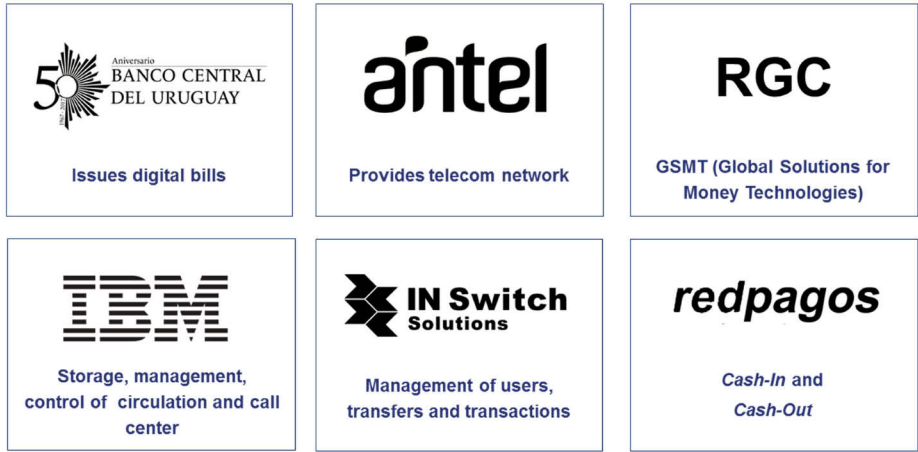 50
Aniversario
BANCO CENTRAL
DEL URUGUAY
Issues digital bills
antel
Provides telecom network
RGC
GSMT (Global Solutions for
Money Technologies)
IBM
Storage, management,
control of circulation and call
center
IN Switch
Solutions
Management of users,
transfers and transactions
redpagos
Cash-In and
Cash-Out